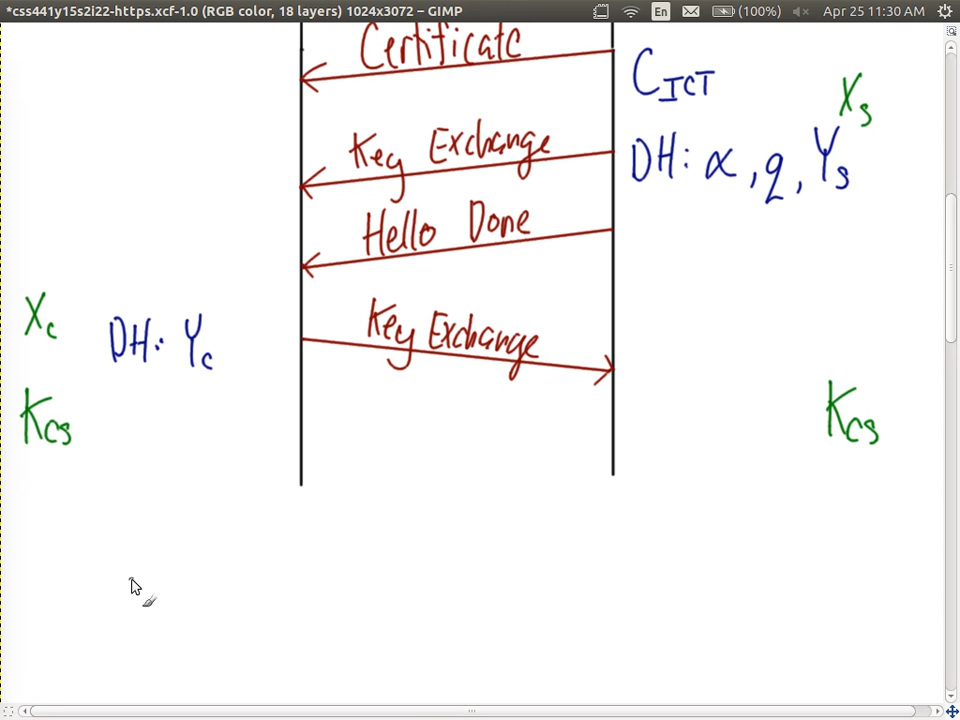 *css441y15s2i22-https.xcf-1.0 (RGB color, 18 layers) 1024x3072 – GIMP
En (100%) Apr 25 11:30 AM
Certificate
C_ICT
X_s
Key Exchange
DH: α, q, Y_s
Hello Done
Key Exchange
X_c
DH: Y_c
K_CS
K_CS